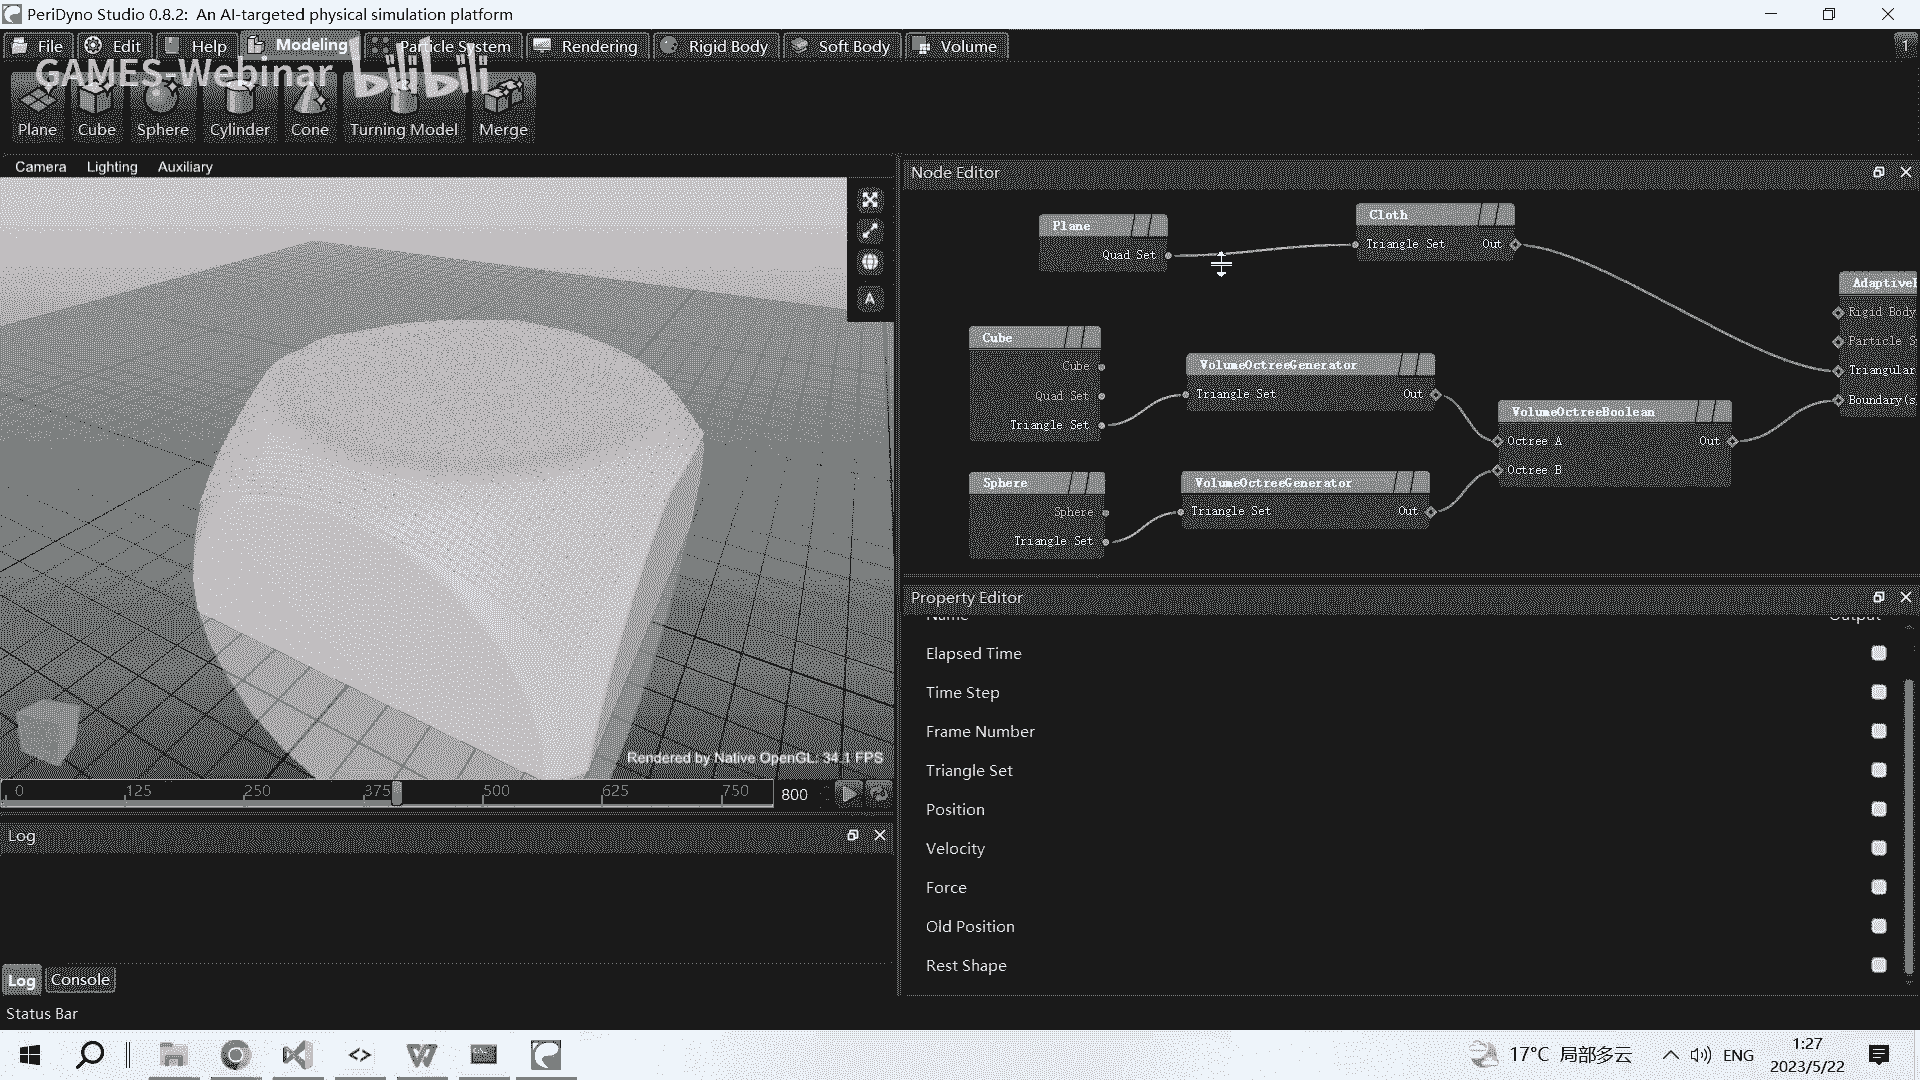 PeriDyno Studio 0.8.2: An AI-targeted physical simulation platform
File Edit Help Modeling Particle System Rendering Rigid Body Soft Body Volume 1
GAMES-Webinar bilibili
Plane Cube Sphere Cylinder Cone Turning Model Merge
Camera Lighting Auxiliary
A
Rendered by Native OpenGL: 34.1 FPS
0 125 250 375 500 625 750 800
Log
Log Console
Status Bar
Node Editor
Plane
Quad Set
Cloth
Triangle Set Out
Cube
Cube
Quad Set
Triangle Set
VolumeOctreeGenerator
Triangle Set Out
Sphere
Sphere
Triangle Set
VolumeOctreeGenerator
Triangle Set Out
VolumeOctreeBoolean
Octree A Out
Octree B
Rigid Body
Particle S
Triangular
Boundary(s
Property Editor
Name Output
Elapsed Time
Time Step
Frame Number
Triangle Set
Position
Velocity
Force
Old Position
Rest Shape
17°C 局部多云 ENG 1:27
2023/5/22